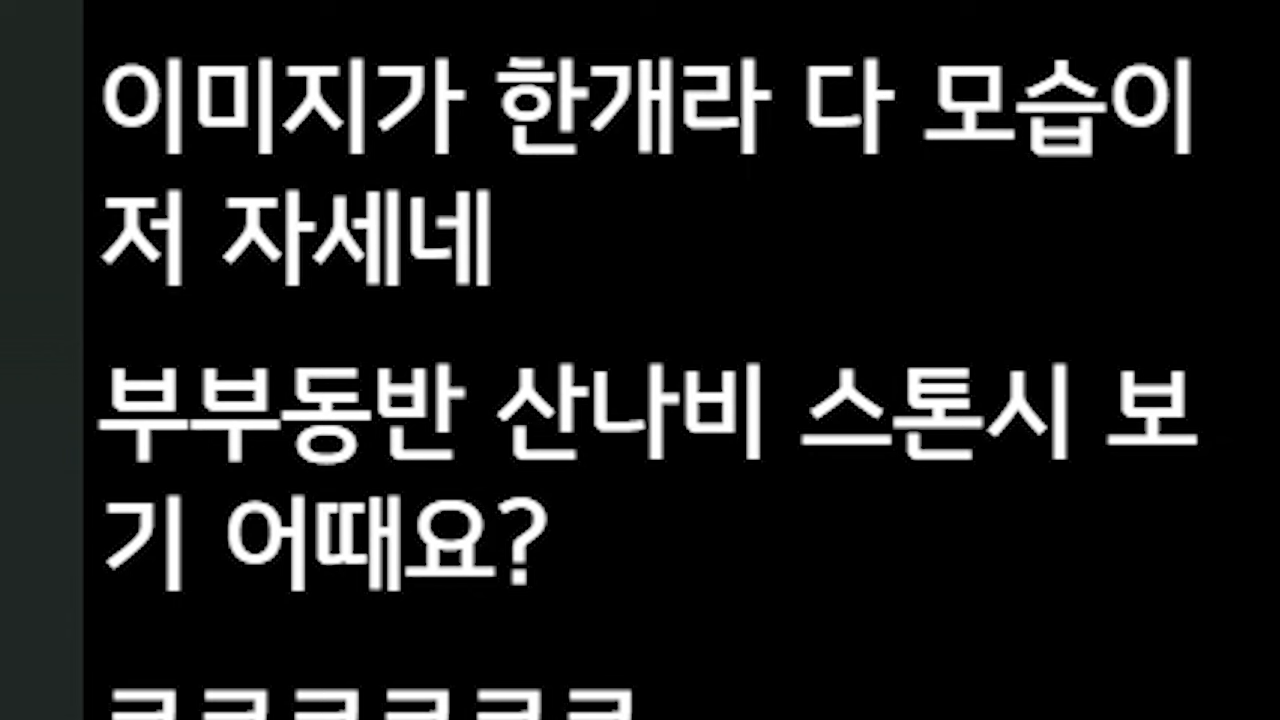 이미지가 한개라 다 모습이
저 자세네
부부동반 산나비 스톤시 보
기 어때요?
ㅋㅋㅋㅋㅋㅋ